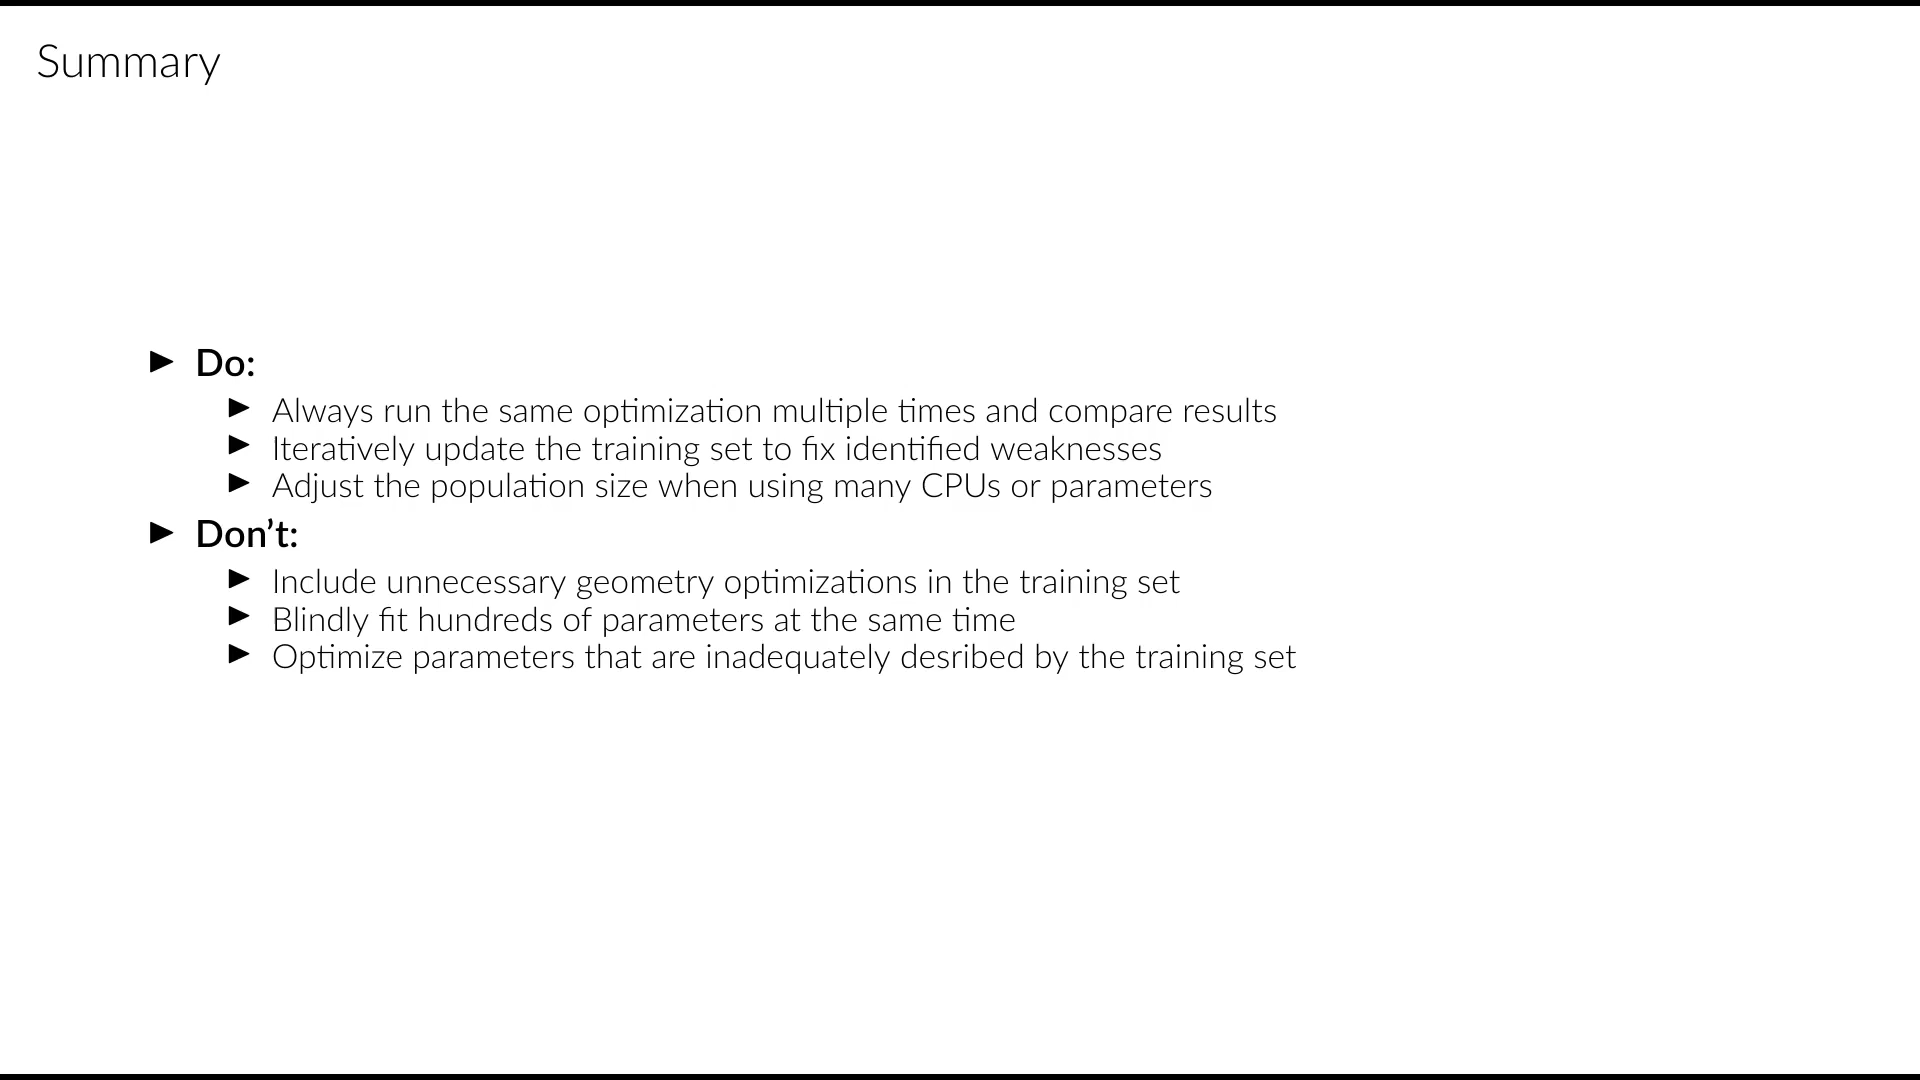 Summary
▶ Do:
▶ Always run the same optimization multiple times and compare results
▶ Iteratively update the training set to fix identified weaknesses
▶ Adjust the population size when using many CPUs or parameters
▶ Don’t:
▶ Include unnecessary geometry optimizations in the training set
▶ Blindly fit hundreds of parameters at the same time
▶ Optimize parameters that are inadequately desribed by the training set